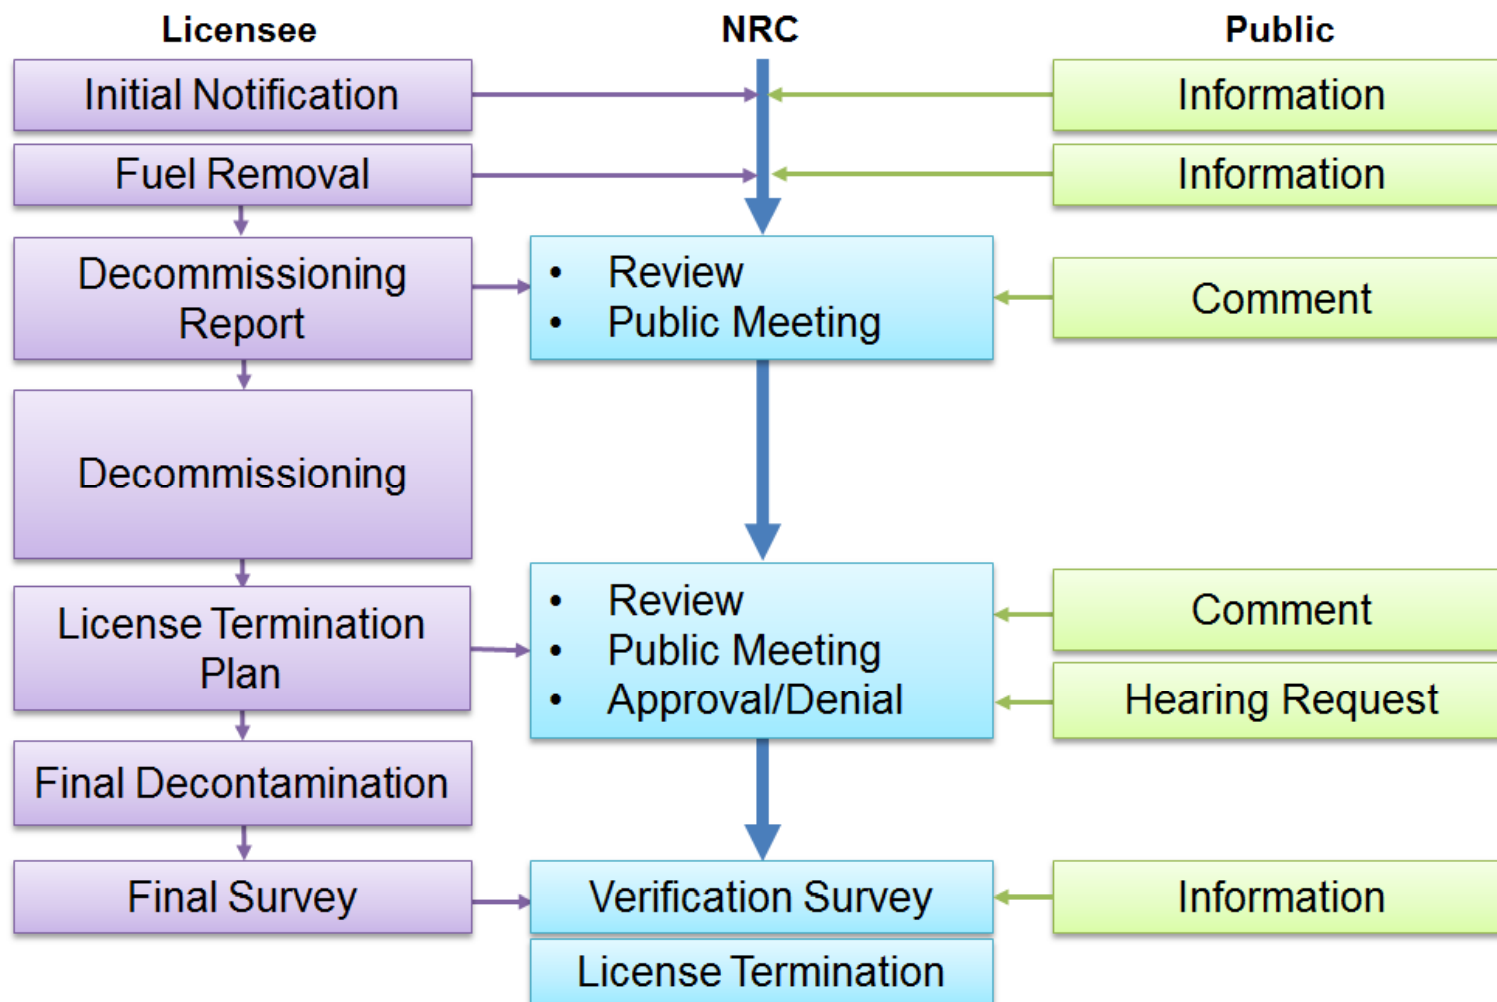 Licensee
NRC
Public
Initial Notification
Information
Fuel Removal
Information
Decommissioning
Report
• Review
• Public Meeting
Comment
Decommissioning
License Termination
Plan
• Review
• Public Meeting
• Approval/Denial
Comment
Hearing Request
Final Decontamination
Final Survey
Verification Survey
Information
License Termination